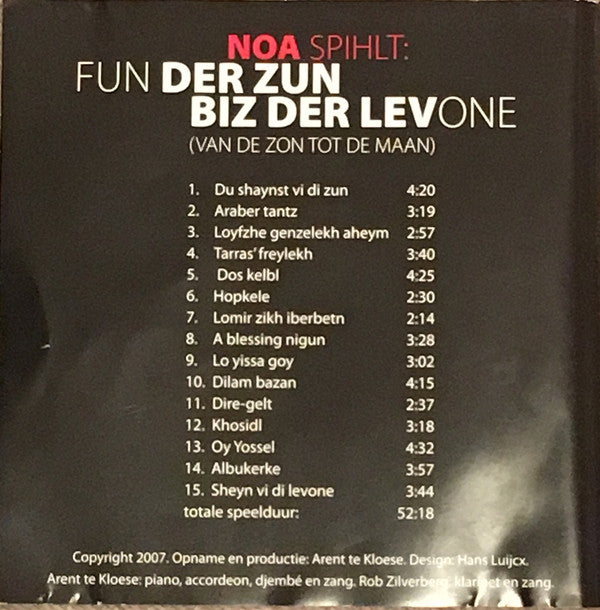 NOA SPIHLT:
FUN DER ZUN
BIZ DER LEVONE
(VAN DE ZON TOT DE MAAN)
1. Du shaynst vi di zun 4:20
2. Araber tantz 3:19
3. Loyfzhe genzelekh aheym 2:57
4. Tarras'freylekh 3:40
5. Dos kelbl 4:25
6. Hopkele 2:30
7. Lomir zikh iberbetn 2:14
8. A blessing nigun 3:28
9. Lo yissa goy 3:02
10. Dilam bazan 4:15
11. Dire-gelt 2:37
12. Khosidl 3:18
13. Oy Yossel 4:32
14. Albukerke 3:57
15. Sheyn vi di levone 3:44
totale speelduur: 52:18
Copyright 2007. Opname en productie: Arent te Kloese. Design: Hans Luijcx.
Arent te Kloese: piano, accordeon, djembé en zang. Rob Zilverberg: klarinet en zang.